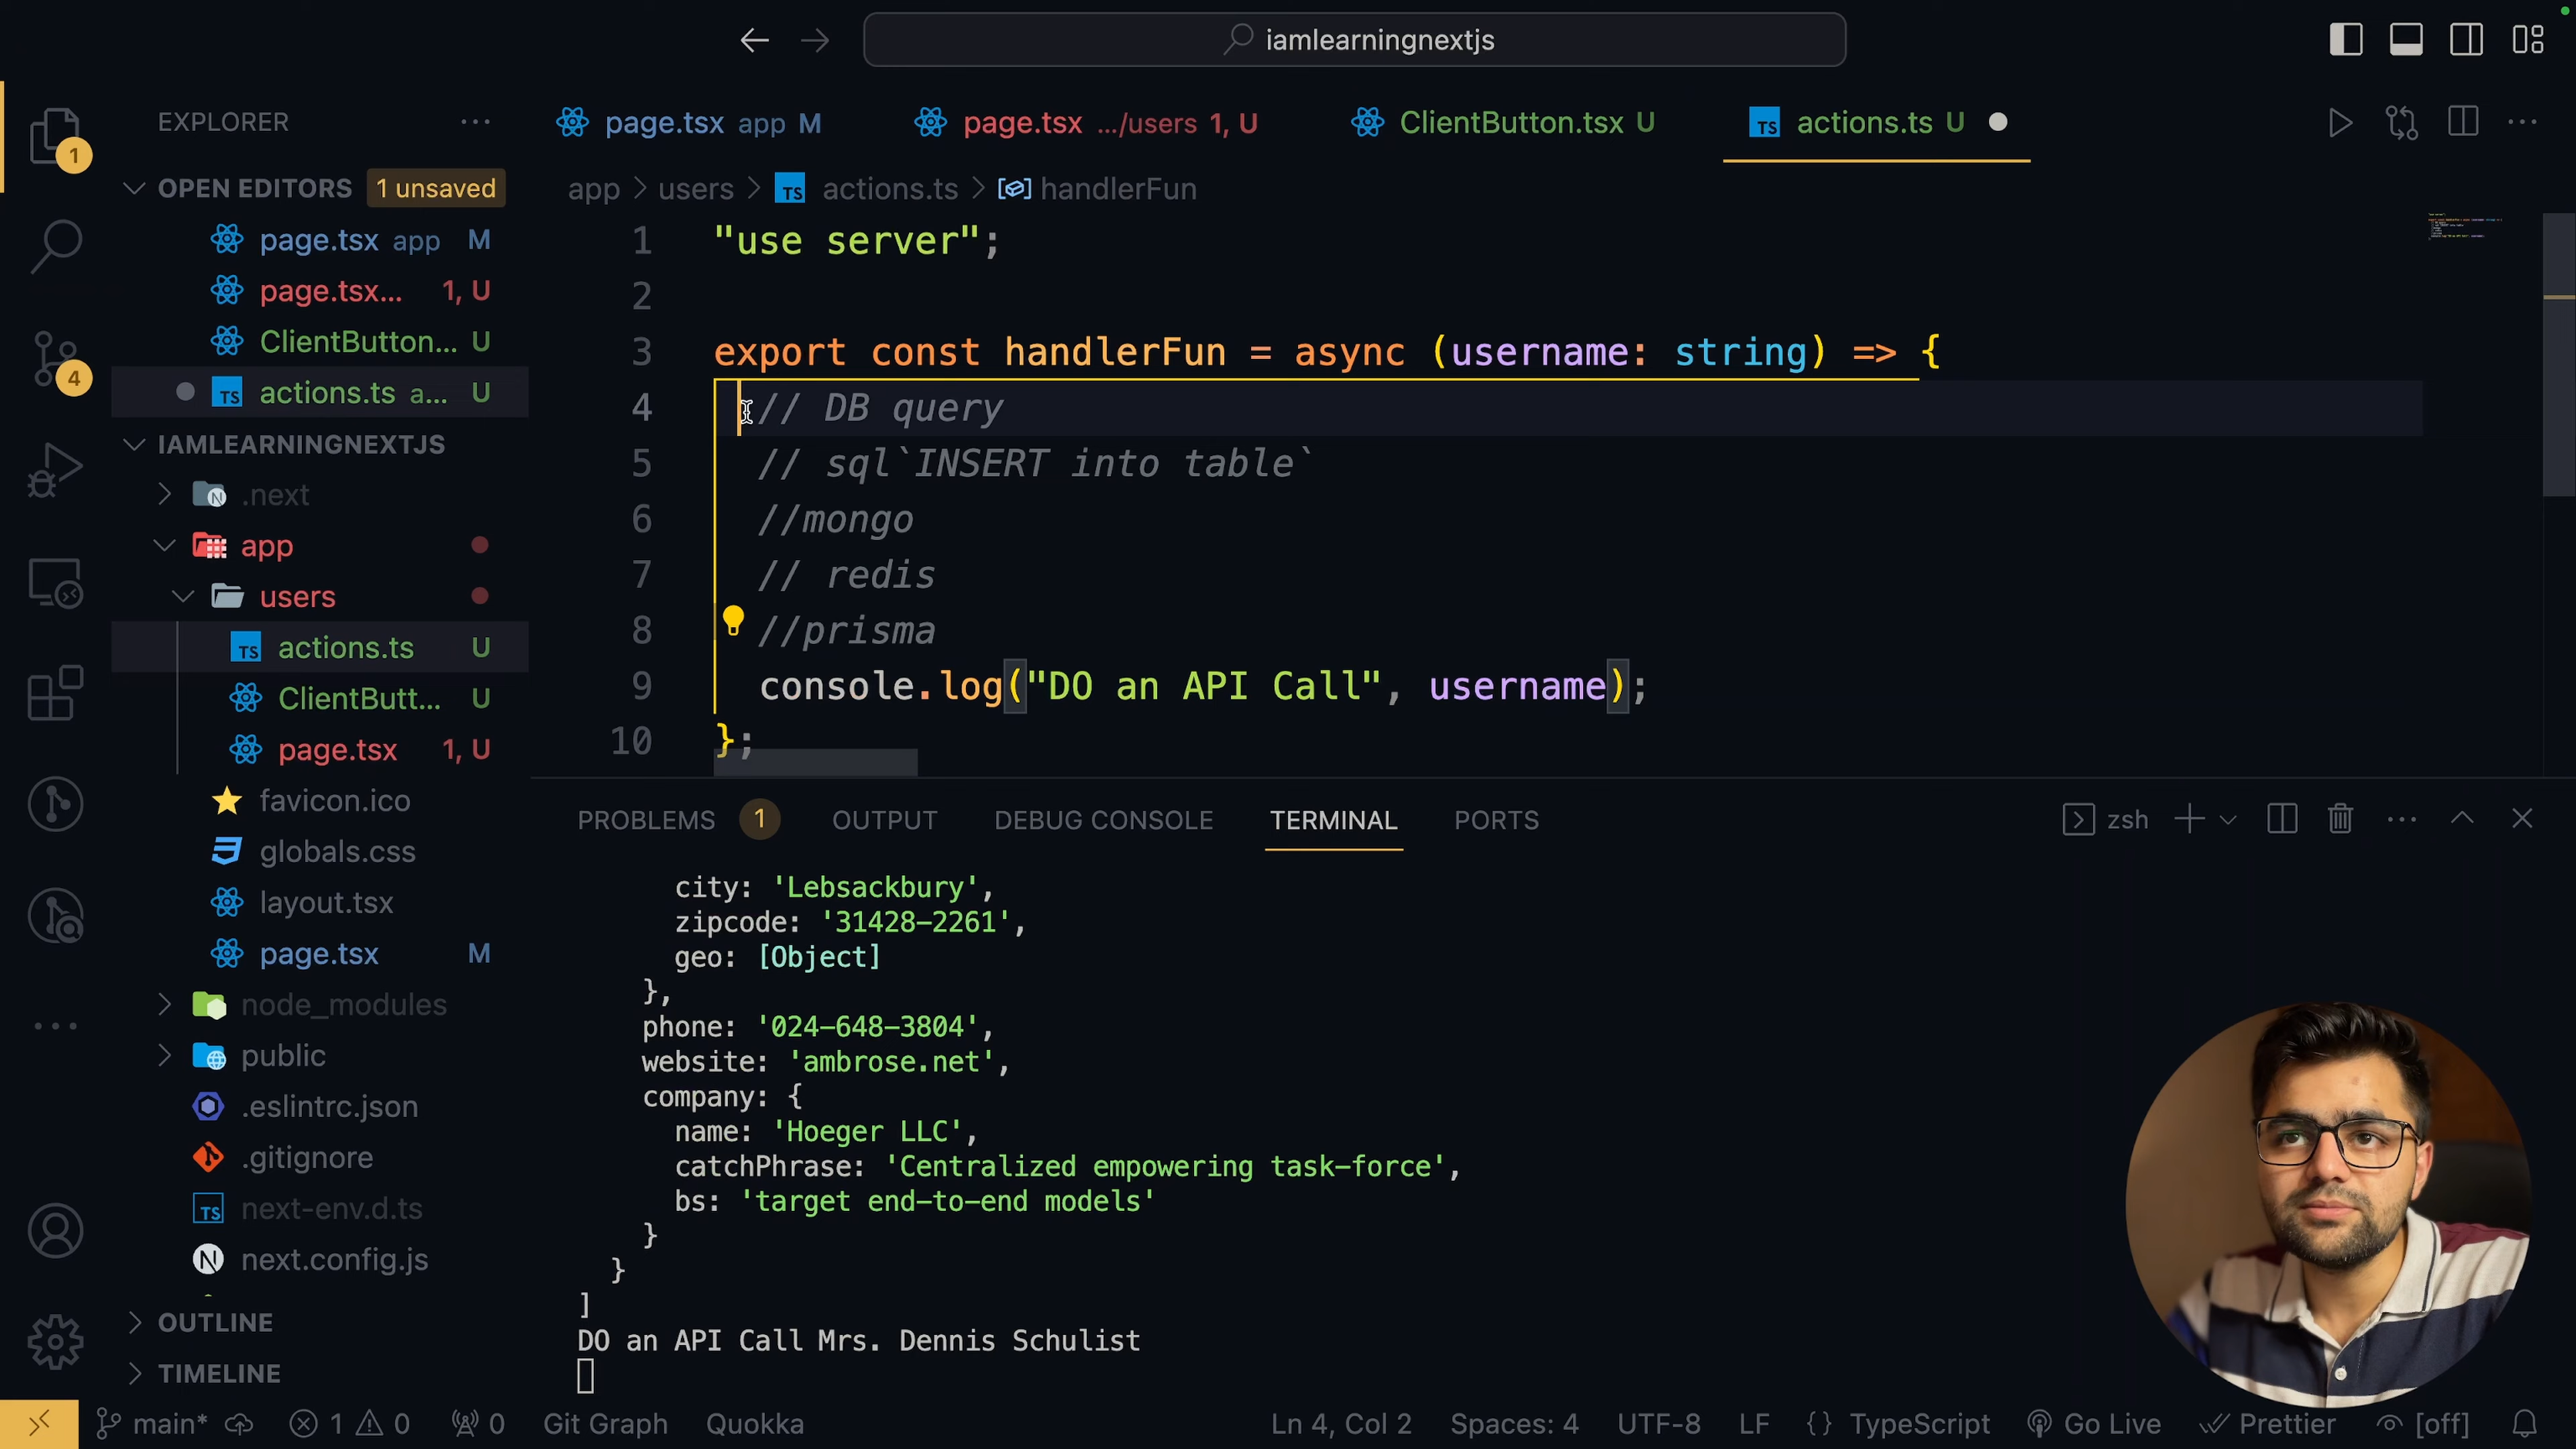 iamlearningnextjs
EXPLORER
page.tsx app M
page.tsx .../users 1, U
ClientButton.tsx U
actions.ts U
1
OPEN EDITORS 1 unsaved
app > users > TS actions.ts > handlerFun
page.tsx app M
page.tsx... 1, U
ClientButton... U
4
TS actions.ts a... U
IAMLEARNINGNEXTJS
.next
app
users
TS actions.ts U
ClientButt... U
page.tsx 1, U
favicon.ico
globals.css
layout.tsx
page.tsx M
node_modules
public
.eslintrc.json
.gitignore
TS next-env.d.ts
N next.config.js
OUTLINE
TIMELINE
1 "use server";
2
3 export const handlerFun = async (username: string) => {
4 // DB query
5 // sql`INSERT into table`
6 //mongo
7 // redis
8 //prisma
9 console.log("DO an API Call", username);
10 };
PROBLEMS 1 OUTPUT DEBUG CONSOLE TERMINAL PORTS zsh
city: 'Lebsackbury',
zipcode: '31428-2261',
geo: [Object]
},
phone: '024-648-3804',
website: 'ambrose.net',
company: {
name: 'Hoeger LLC',
catchPhrase: 'Centralized empowering task-force',
bs: 'target end-to-end models'
}
}
]
DO an API Call Mrs. Dennis Schulist
main* 1 0 0 Git Graph Quokka Ln 4, Col 2 Spaces: 4 UTF-8 LF {} TypeScript Go Live Prettier [off]